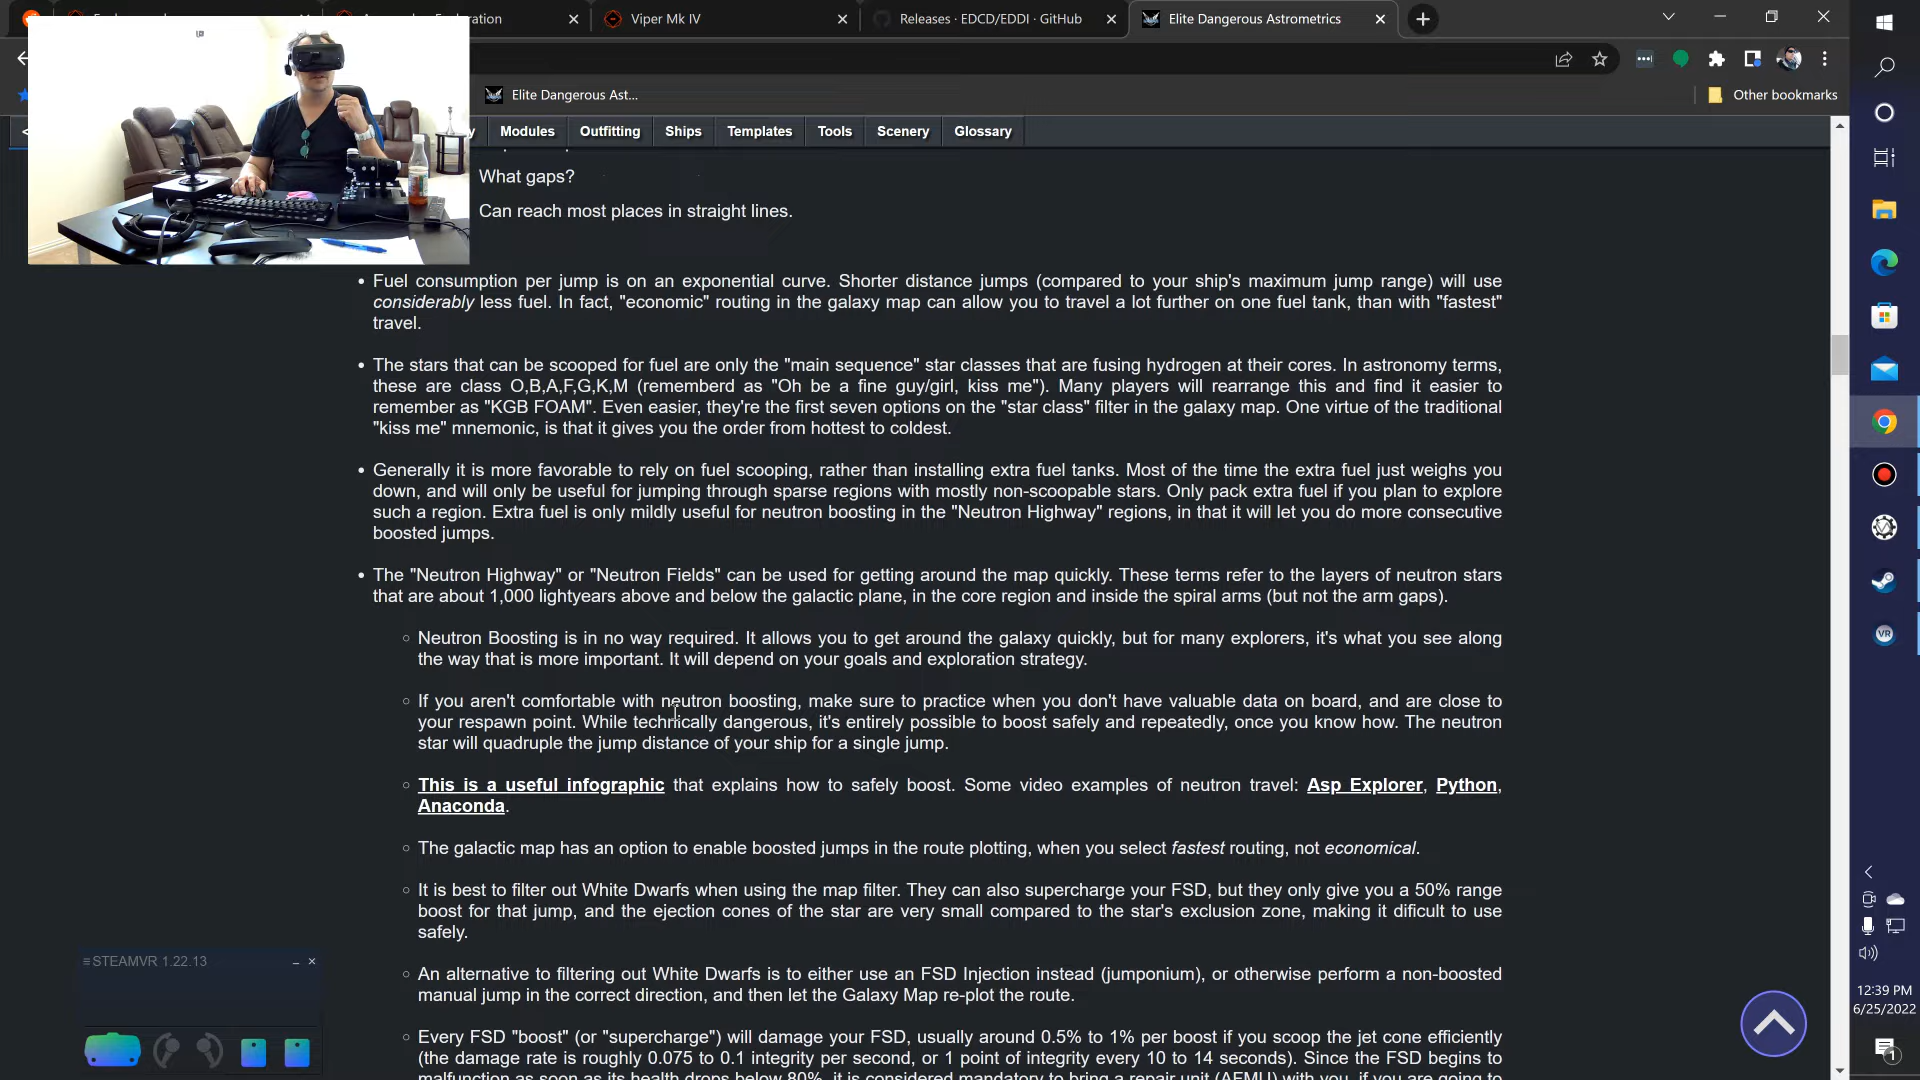 ration
Viper Mk IV
Releases · EDCD/EDDI · GitHub
Elite Dangerous Astrometrics
Elite Dangerous Ast...
Other bookmarks
Modules
Outfitting
Ships
Templates
Tools
Scenery
Glossary
What gaps?
Can reach most places in straight lines.
• Fuel consumption per jump is on an exponential curve. Shorter distance jumps (compared to your ship's maximum jump range) will use
considerably less fuel. In fact, "economic" routing in the galaxy map can allow you to travel a lot further on one fuel tank, than with "fastest"
travel.
• The stars that can be scooped for fuel are only the "main sequence" star classes that are fusing hydrogen at their cores. In astronomy terms,
these are class O,B,A,F,G,K,M (rememberd as "Oh be a fine guy/girl, kiss me"). Many players will rearrange this and find it easier to
remember as "KGB FOAM". Even easier, they're the first seven options on the "star class" filter in the galaxy map. One virtue of the traditional
"kiss me" mnemonic, is that it gives you the order from hottest to coldest.
• Generally it is more favorable to rely on fuel scooping, rather than installing extra fuel tanks. Most of the time the extra fuel just weighs you
down, and will only be useful for jumping through sparse regions with mostly non-scoopable stars. Only pack extra fuel if you plan to explore
such a region. Extra fuel is only mildly useful for neutron boosting in the "Neutron Highway" regions, in that it will let you do more consecutive
boosted jumps.
• The "Neutron Highway" or "Neutron Fields" can be used for getting around the map quickly. These terms refer to the layers of neutron stars
that are about 1,000 lightyears above and below the galactic plane, in the core region and inside the spiral arms (but not the arm gaps).
○ Neutron Boosting is in no way required. It allows you to get around the galaxy quickly, but for many explorers, it's what you see along
the way that is more important. It will depend on your goals and exploration strategy.
○ If you aren't comfortable with neutron boosting, make sure to practice when you don't have valuable data on board, and are close to
your respawn point. While technically dangerous, it's entirely possible to boost safely and repeatedly, once you know how. The neutron
star will quadruple the jump distance of your ship for a single jump.
○ This is a useful infographic that explains how to safely boost. Some video examples of neutron travel: Asp Explorer, Python,
Anaconda.
○ The galactic map has an option to enable boosted jumps in the route plotting, when you select fastest routing, not economical.
○ It is best to filter out White Dwarfs when using the map filter. They can also supercharge your FSD, but they only give you a 50% range
boost for that jump, and the ejection cones of the star are very small compared to the star's exclusion zone, making it dificult to use
safely.
○ An alternative to filtering out White Dwarfs is to either use an FSD Injection instead (jumponium), or otherwise perform a non-boosted
manual jump in the correct direction, and then let the Galaxy Map re-plot the route.
○ Every FSD "boost" (or "supercharge") will damage your FSD, usually around 0.5% to 1% per boost if you scoop the jet cone efficiently
(the damage rate is roughly 0.075 to 0.1 integrity per second, or 1 point of integrity every 10 to 14 seconds). Since the FSD begins to
malfunction as soon as its health drops below 80%, it is considered mandatory to bring a repair unit (AFMU) with you, if you are going to
STEAMVR 1.22.13
VR
12:39 PM
6/25/2022
1